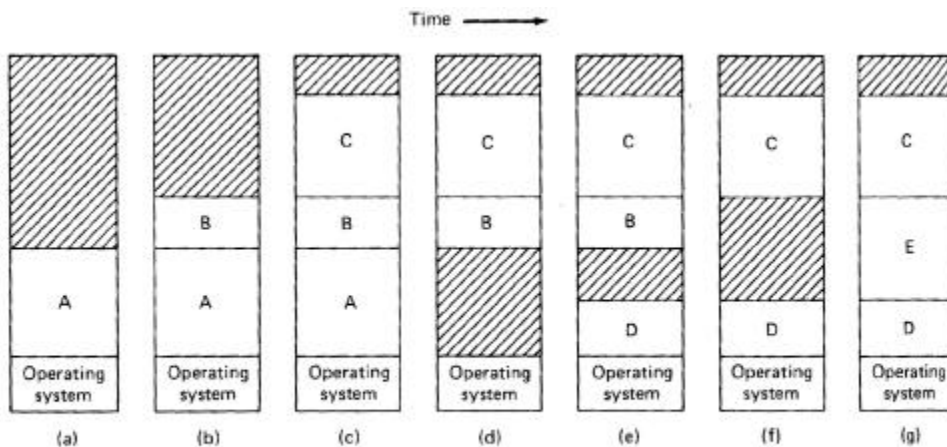 Time
C C C C C
B B B B
E
A A A
D D D
Operating system Operating system Operating system Operating system Operating system Operating system Operating system
(a) (b) (c) (d) (e) (f) (g)